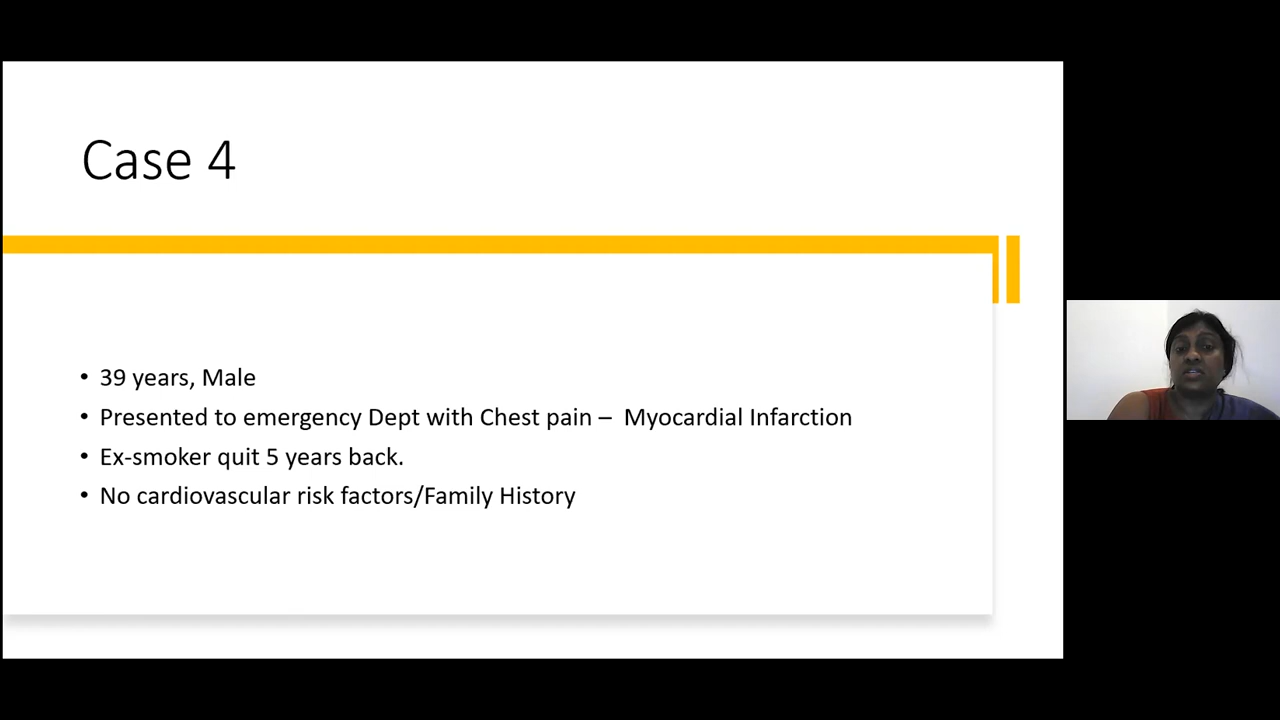 Case 4
• 39 years, Male
• Presented to emergency Dept with Chest pain – Myocardial Infarction
• Ex-smoker quit 5 years back.
• No cardiovascular risk factors/Family History